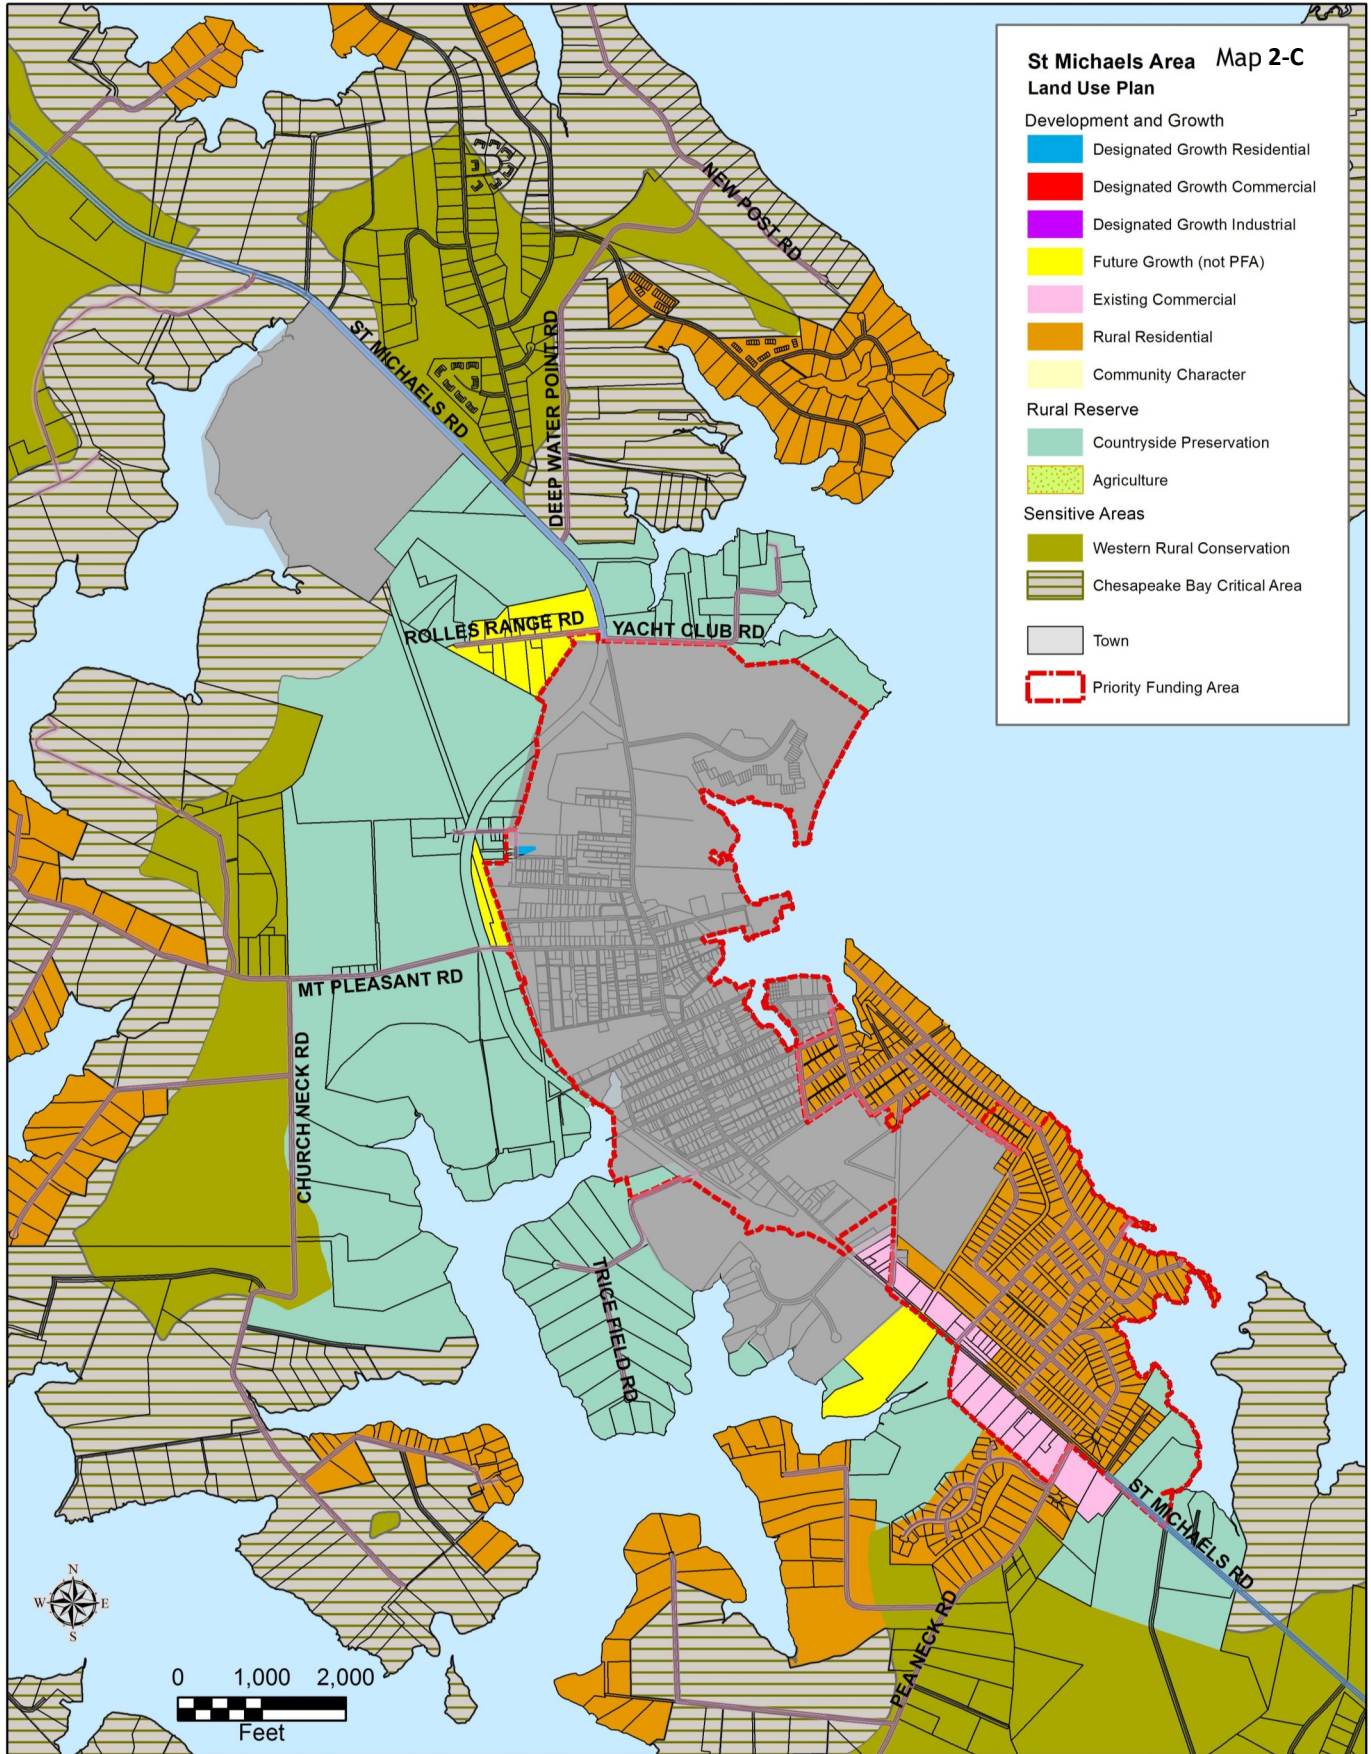 St Michaels Area Map 2-C
Land Use Plan
Development and Growth
Designated Growth Residential
Designated Growth Commercial
Designated Growth Industrial
Future Growth (not PFA)
Existing Commercial
Rural Residential
Community Character
Rural Reserve
Countryside Preservation
Agriculture
Sensitive Areas
Western Rural Conservation
Chesapeake Bay Critical Area
Town
Priority Funding Area
NEW POST RD
ST MICHAELS RD
DEEP WATER POINT RD
ROLLES RANGE RD
YACHT CLUB RD
MT PLEASANT RD
CHURCH NECK RD
TRICE FIELD RD
ST MICHAELS RD
PEA NECK RD
N
W E
S
0 1,000 2,000
Feet